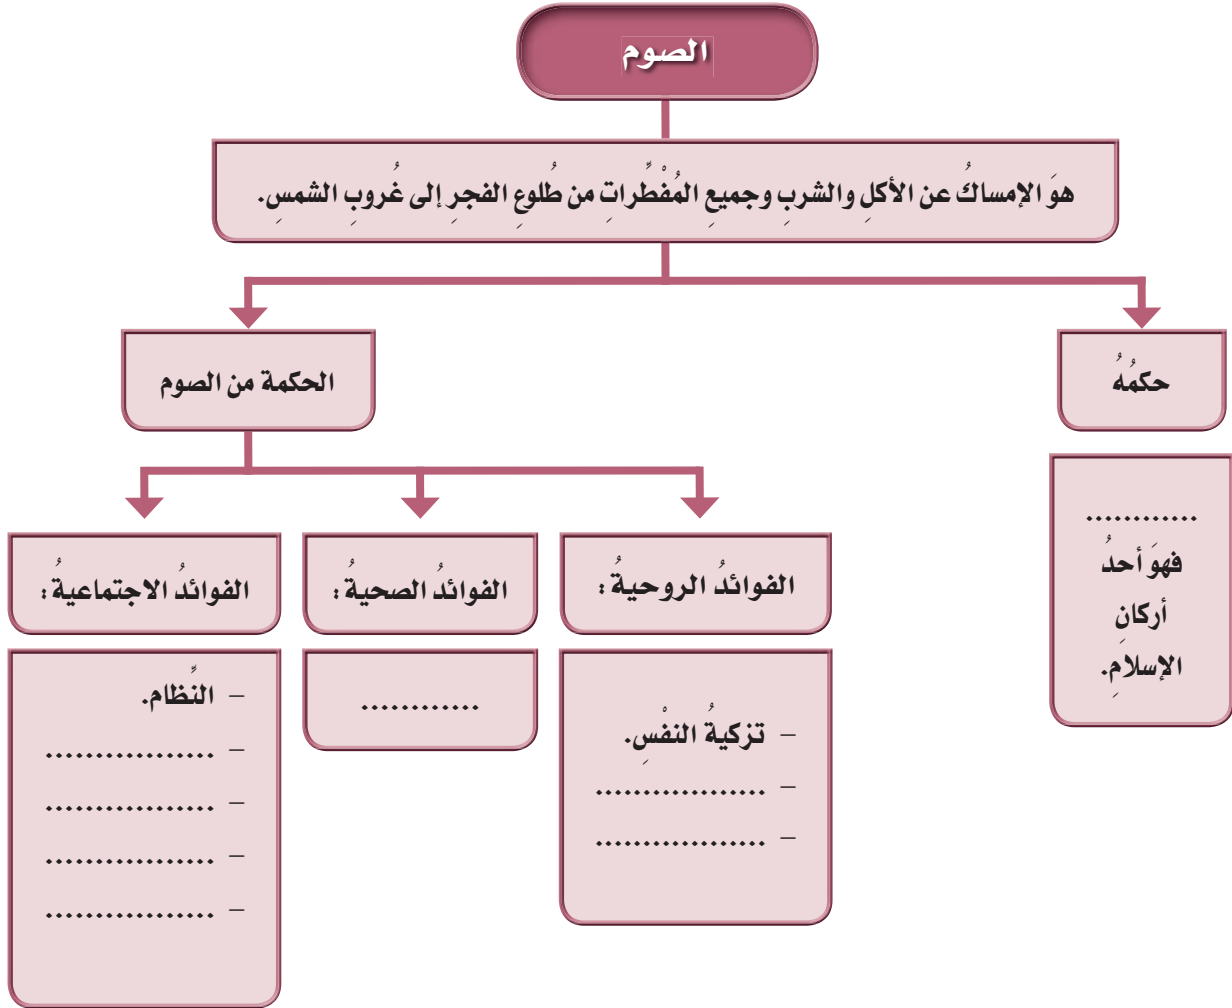 الصوم
هوَ الإمساكُ عن الأكلِ والشربِ وجميعِ المُفْطِّراتِ من طُلوعِ الفجرِ إلى غُروبِ الشمسِ.
حكمُهُ
............
فهوَ أحدُ
أركانِ
الإسلامِ.
الحكمة من الصوم
الفوائدُ الروحيةُ :
– تزكيةُ النفْسِ.
– ..................
– ..................
الفوائدُ الصحيةُ :
.............
الفوائدُ الاجتماعيةُ :
– النِّظام.
– ..................
– ..................
– ..................
– ..................